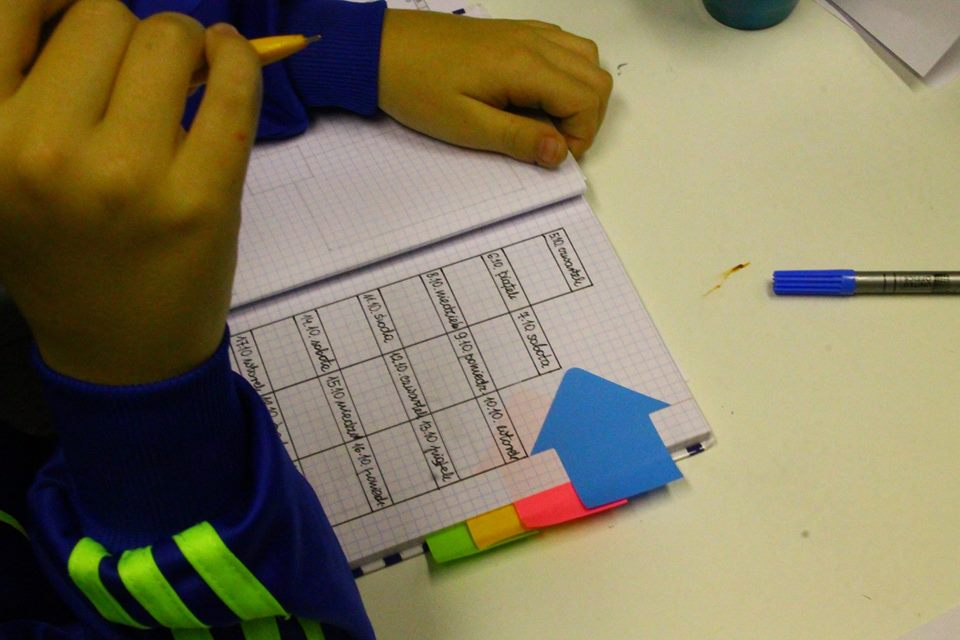 5.10. czwartek
6.10. piątek
7.10. sobota
8.10. niedziela
9.10. poniedz
10.10. wtorek
11.10. środa
12.10. czwartek
13.10. piątek
14.10. sobota
15.10 niedziel
16.10. poniedz
17.10. wtorek